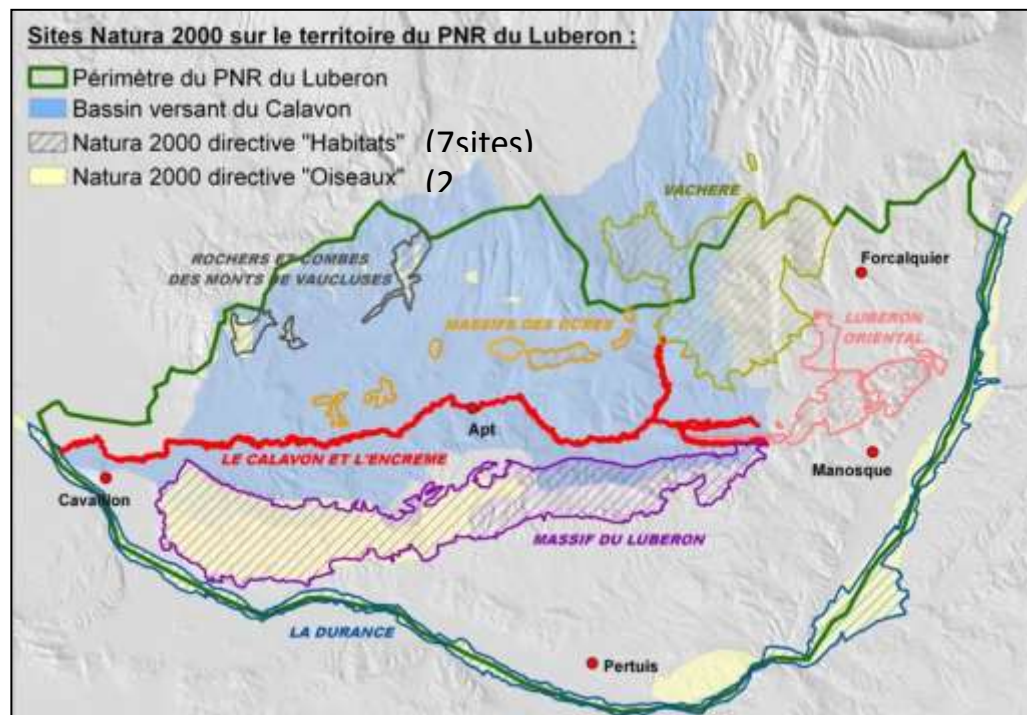 Sites Natura 2000 sur le territoire du PNR du Luberon :
Périmètre du PNR du Luberon
Bassin versant du Calavon
Natura 2000 directive "Habitats" (7sites)
Natura 2000 directive "Oiseaux" (2
VACHERE
ROCHERS ET COMBES
DES MONTS DE VAUCLUSES
Forcalquier
MASSIFS DES OCRES
LUBERON
ORIENTAL
Apt
LE CALAVON ET L'ENCREME
Manosque
Cavaillon
MASSIF DU LUBERON
LA DURANCE
Pertuis